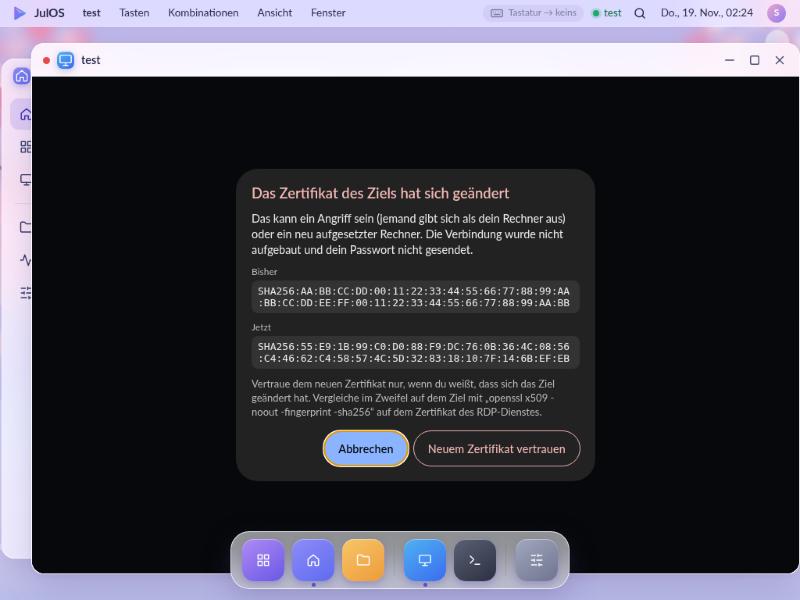 JulOS test Tasten Kombinationen Ansicht Fenster Tastatur → keins test Do., 19. Nov., 02:24 S
test
Das Zertifikat des Ziels hat sich geändert
Das kann ein Angriff sein (jemand gibt sich als dein Rechner aus)
oder ein neu aufgesetzter Rechner. Die Verbindung wurde nicht
aufgebaut und dein Passwort nicht gesendet.
Bisher
SHA256:AA:BB:CC:DD:00:11:22:33:44:55:66:77:88:99:AA
:BB:CC:DD:EE:FF:00:11:22:33:44:55:66:77:88:99:AA:BB
Jetzt
SHA256:55:E9:1B:99:C0:D0:88:F9:DC:76:0B:36:4C:08:56
:C4:46:62:C4:58:57:4C:5D:32:83:18:10:7F:14:6B:EF:EB
Vertraue dem neuen Zertifikat nur, wenn du weißt, dass sich das Ziel
geändert hat. Vergleiche im Zweifel auf dem Ziel mit „openssl x509 -
noout -fingerprint -sha256“ auf dem Zertifikat des RDP-Dienstes.
Abbrechen Neuem Zertifikat vertrauen